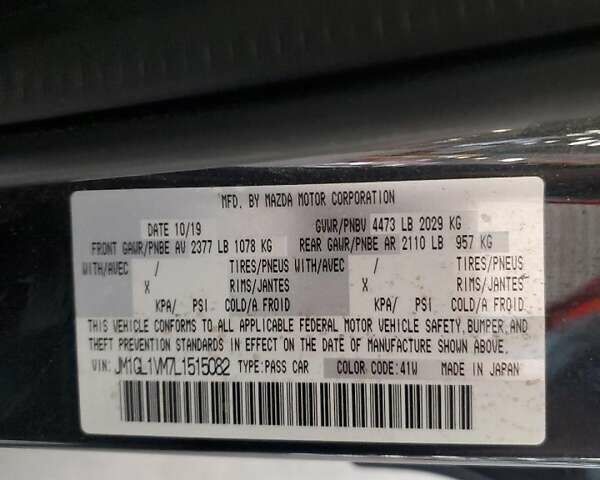 MFD. BY MAZDA MOTOR CORPORATION
DATE 10/19 GVWR/PNBV 4473 LB 2029 KG
FRONT GAWR/PNBE AV 2377 LB 1078 KG REAR GAWR/PNBE AR 2110 LB 957 KG
WITH/AVEC / TIRES/PNEUS WITH/AVEC / TIRES/PNEUS
- X RIMS/JANTES - X RIMS/JANTES
KPA/ PSI COLD/A FROID KPA/ PSI COLD/A FROID
THIS VEHICLE CONFORMS TO ALL APPLICABLE FEDERAL MOTOR VEHICLE SAFETY,BUMPER,AND
THEFT PREVENTION STANDARDS IN EFFECT ON THE DATE OF MANUFACTURE SHOWN ABOVE.
VIN: JM1GL1VM7L1515082 TYPE:PASS CAR COLOR CODE:41W MADE IN JAPAN